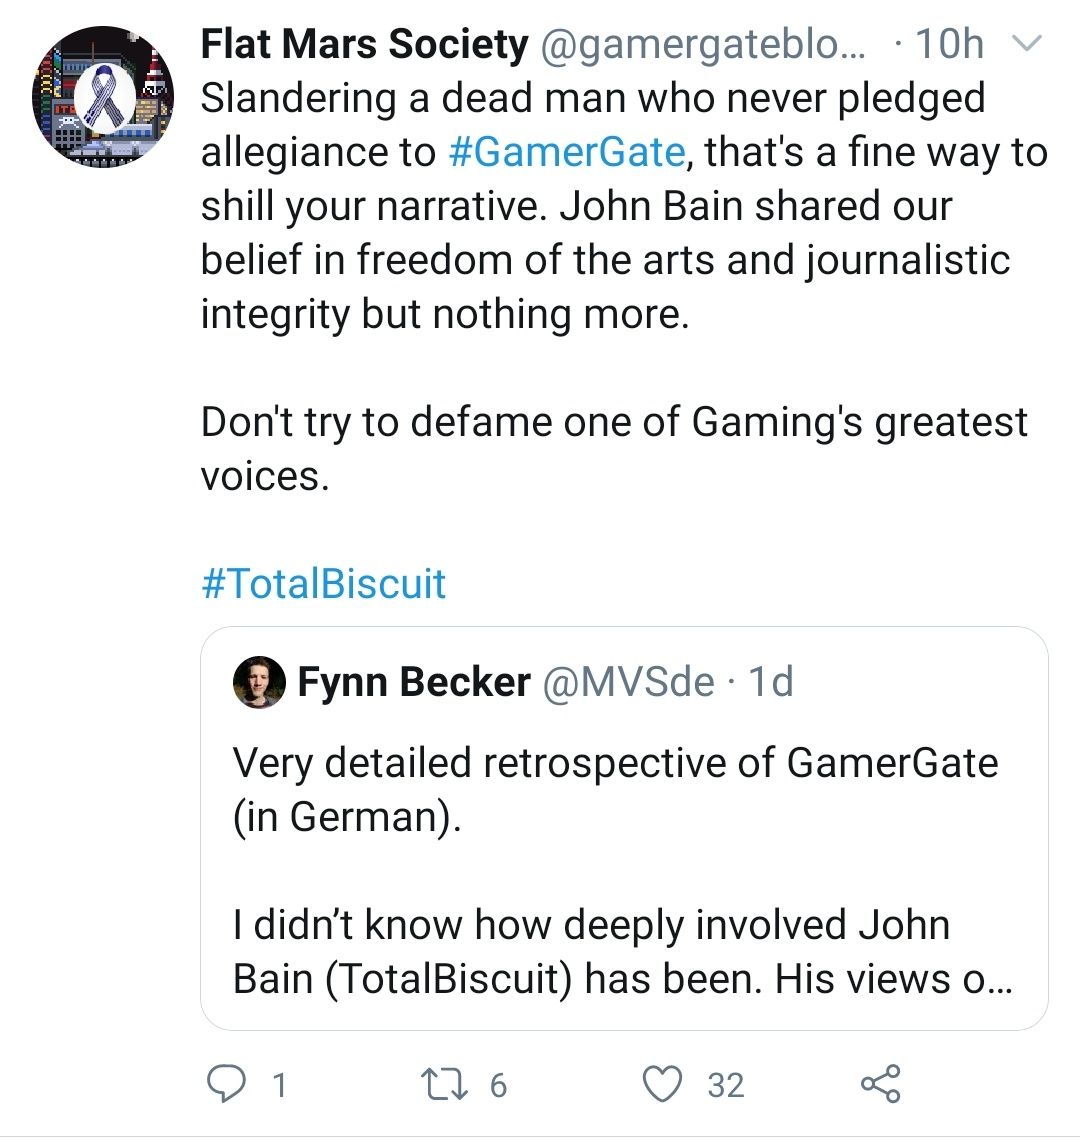 Flat Mars Society @gamergateblo... · 10h
Slandering a dead man who never pledged
allegiance to #GamerGate, that's a fine way to
shill your narrative. John Bain shared our
belief in freedom of the arts and journalistic
integrity but nothing more.
Don't try to defame one of Gaming's greatest
voices.
#TotalBiscuit
Fynn Becker @MVSde · 1d
Very detailed retrospective of GamerGate
(in German).
I didn’t know how deeply involved John
Bain (TotalBiscuit) has been. His views o...
1 6 32